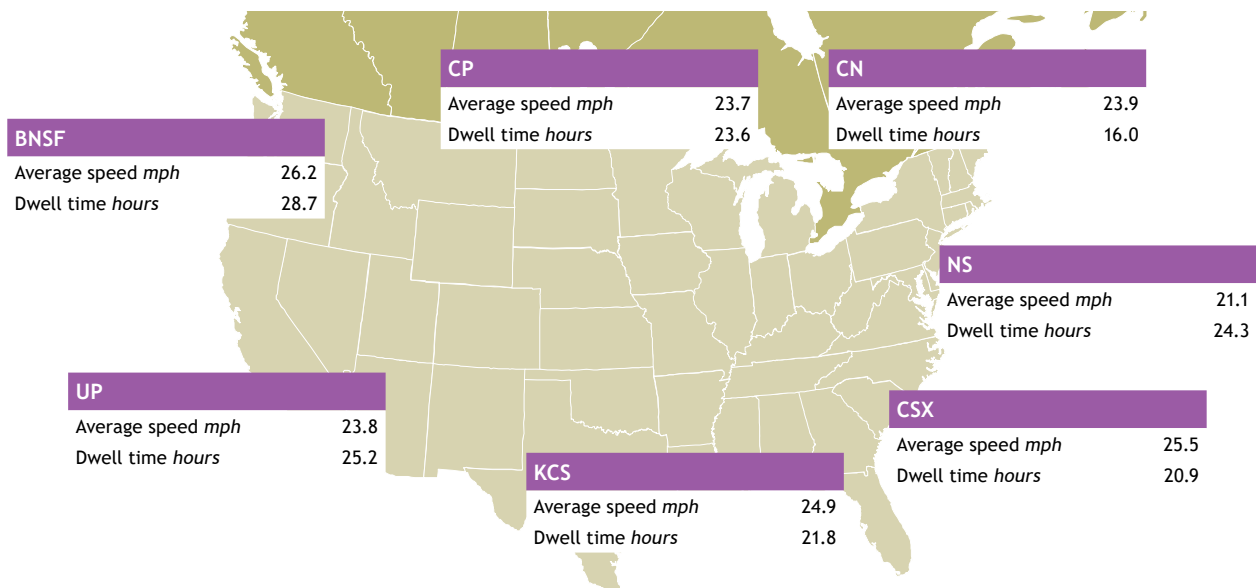 CP
Average speed mph 23.7
Dwell time hours 23.6
CN
Average speed mph 23.9
Dwell time hours 16.0
BNSF
Average speed mph 26.2
Dwell time hours 28.7
NS
Average speed mph 21.1
Dwell time hours 24.3
UP
Average speed mph 23.8
Dwell time hours 25.2
CSX
Average speed mph 25.5
Dwell time hours 20.9
KCS
Average speed mph 24.9
Dwell time hours 21.8